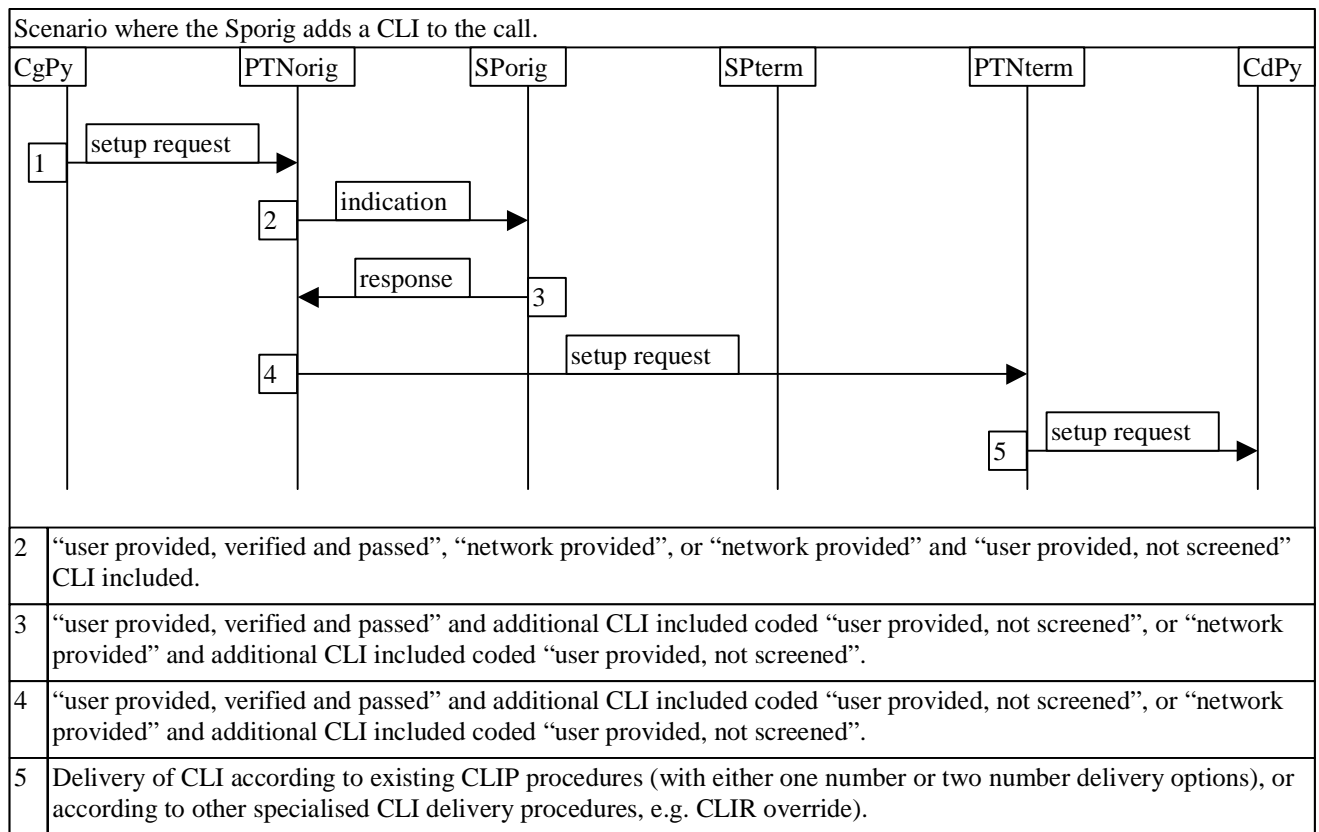 Scenario where the Sporig adds a CLI to the call.
CgPy PTNorig SPorig SPterm PTNterm CdPy
setup request
1
indication
2
response
3
setup request
4
setup request
5
2 “user provided, verified and passed”, “network provided”, or “network provided” and “user provided, not screened”
CLI included.
3 “user provided, verified and passed” and additional CLI included coded “user provided, not screened”, or “network
provided” and additional CLI included coded “user provided, not screened”.
4 “user provided, verified and passed” and additional CLI included coded “user provided, not screened”, or “network
provided” and additional CLI included coded “user provided, not screened”.
5 Delivery of CLI according to existing CLIP procedures (with either one number or two number delivery options), or
according to other specialised CLI delivery procedures, e.g. CLIR override).